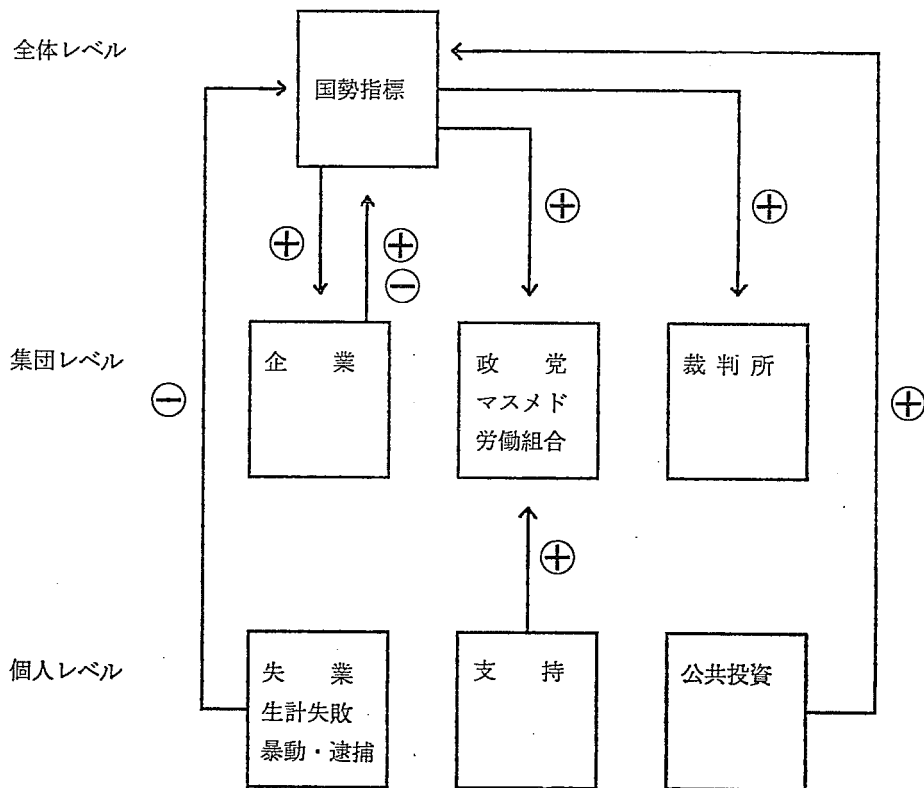 全体レベル
国勢指標
⊕
⊕
⊖
⊕
⊕
集団レベル
企 業
政 党
マスメド
労働組合
裁 判 所
⊖
⊕
⊕
個人レベル
失 業
生計失敗
暴動・逮捕
支 持
公共投資